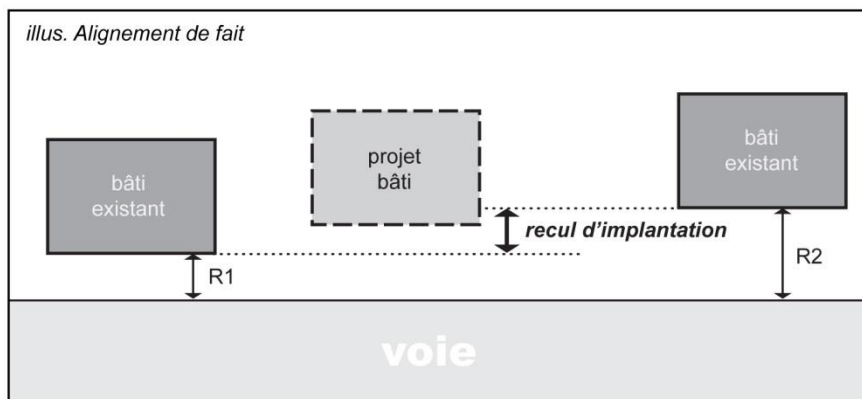 illus. Alignement de fait
bâti
existant
projet
bâti
bâti
existant
recul d’implantation
R1
R2
voie